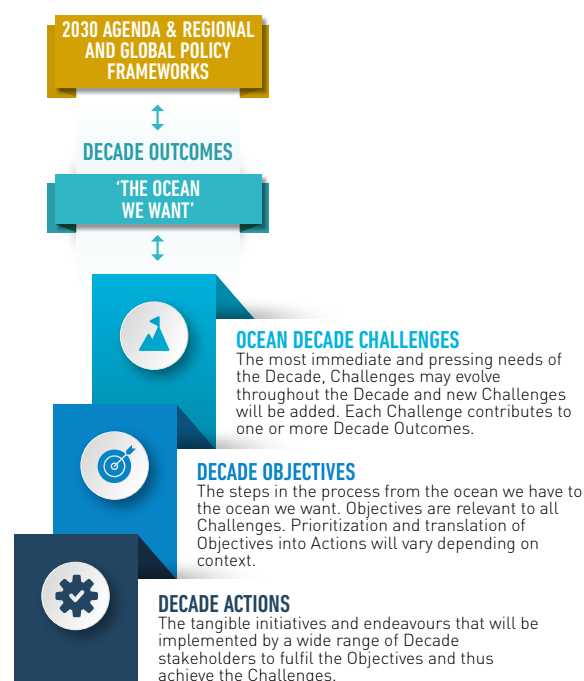 2030 AGENDA & REGIONAL
AND GLOBAL POLICY
FRAMEWORKS
DECADE OUTCOMES
‘THE OCEAN
WE WANT’
OCEAN DECADE CHALLENGES
The most immediate and pressing needs of
the Decade, Challenges may evolve
throughout the Decade and new Challenges
will be added. Each Challenge contributes to
one or more Decade Outcomes.
DECADE OBJECTIVES
The steps in the process from the ocean we have to
the ocean we want. Objectives are relevant to all
Challenges. Prioritization and translation of
Objectives into Actions will vary depending on
context.
DECADE ACTIONS
The tangible initiatives and endeavours that will be
implemented by a wide range of Decade
stakeholders to fulfil the Objectives and thus
achieve the Challenges.